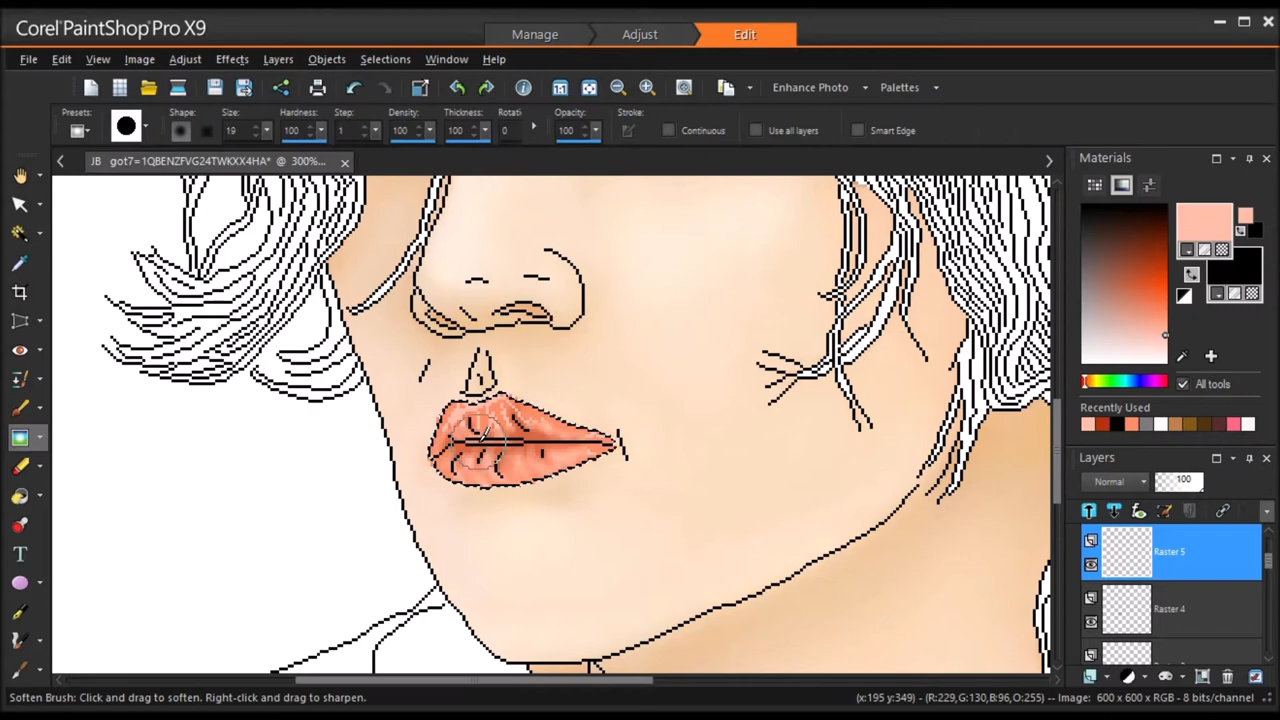 Corel PaintShop Pro X9
Manage
Adjust
Edit
File Edit View Image Adjust Effects Layers Objects Selections Window Help
Enhance Photo
Palettes
Presets: Shape: Size: Hardness: Step: Density: Thickness: Rotati Opacity: Stroke:
19 100 1 100 100 0 100 Continuous Use all layers Smart Edge
JB got7=1QBENZFVG24TWKXX4HA* @ 300%...
Materials
All tools
Recently Used
Layers
Normal 100
Raster 5
Raster 4
Soften Brush: Click and drag to soften. Right-click and drag to sharpen.
(x:195 y:349) - (R:229,G:130,B:96,O:255) -- Image: 600 x 600 x RGB - 8 bits/channel